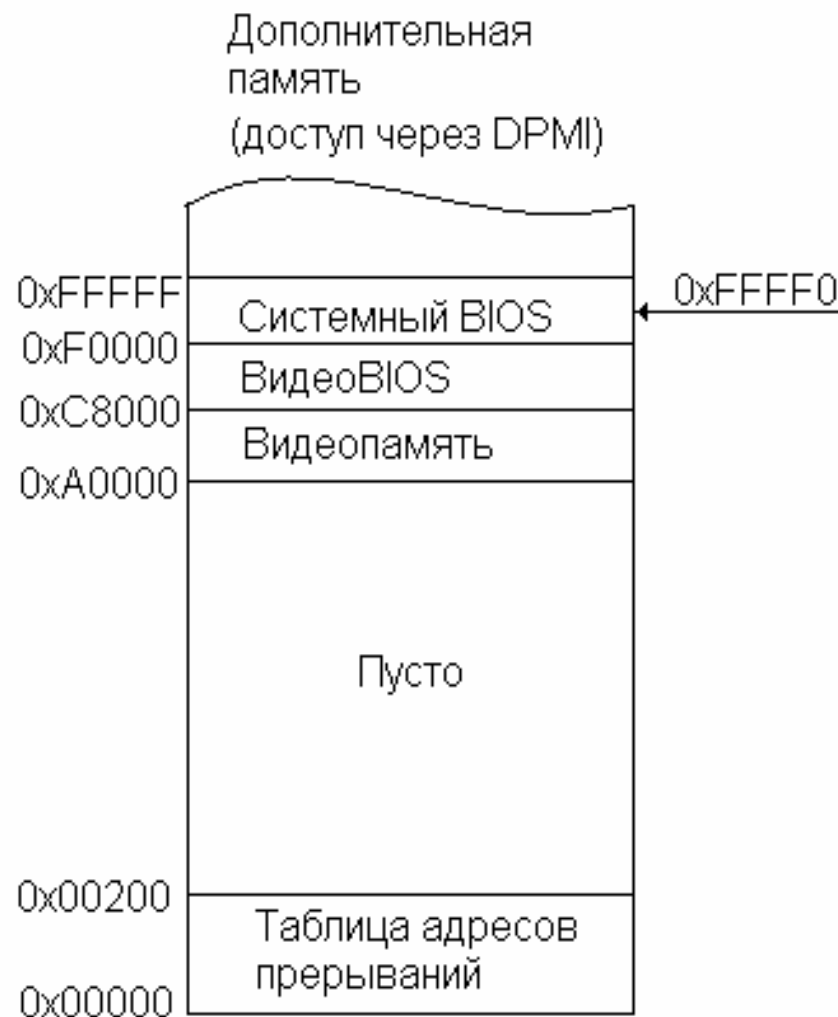 Дополнительная
память
(доступ через DPMI)
0xFFFFF
0xFFFF0
Системный BIOS
0xF0000
ВидеоBIOS
0xC8000
Видеопамять
0xA0000
Пусто
0x00200
Таблица адресов
прерываний
0x00000